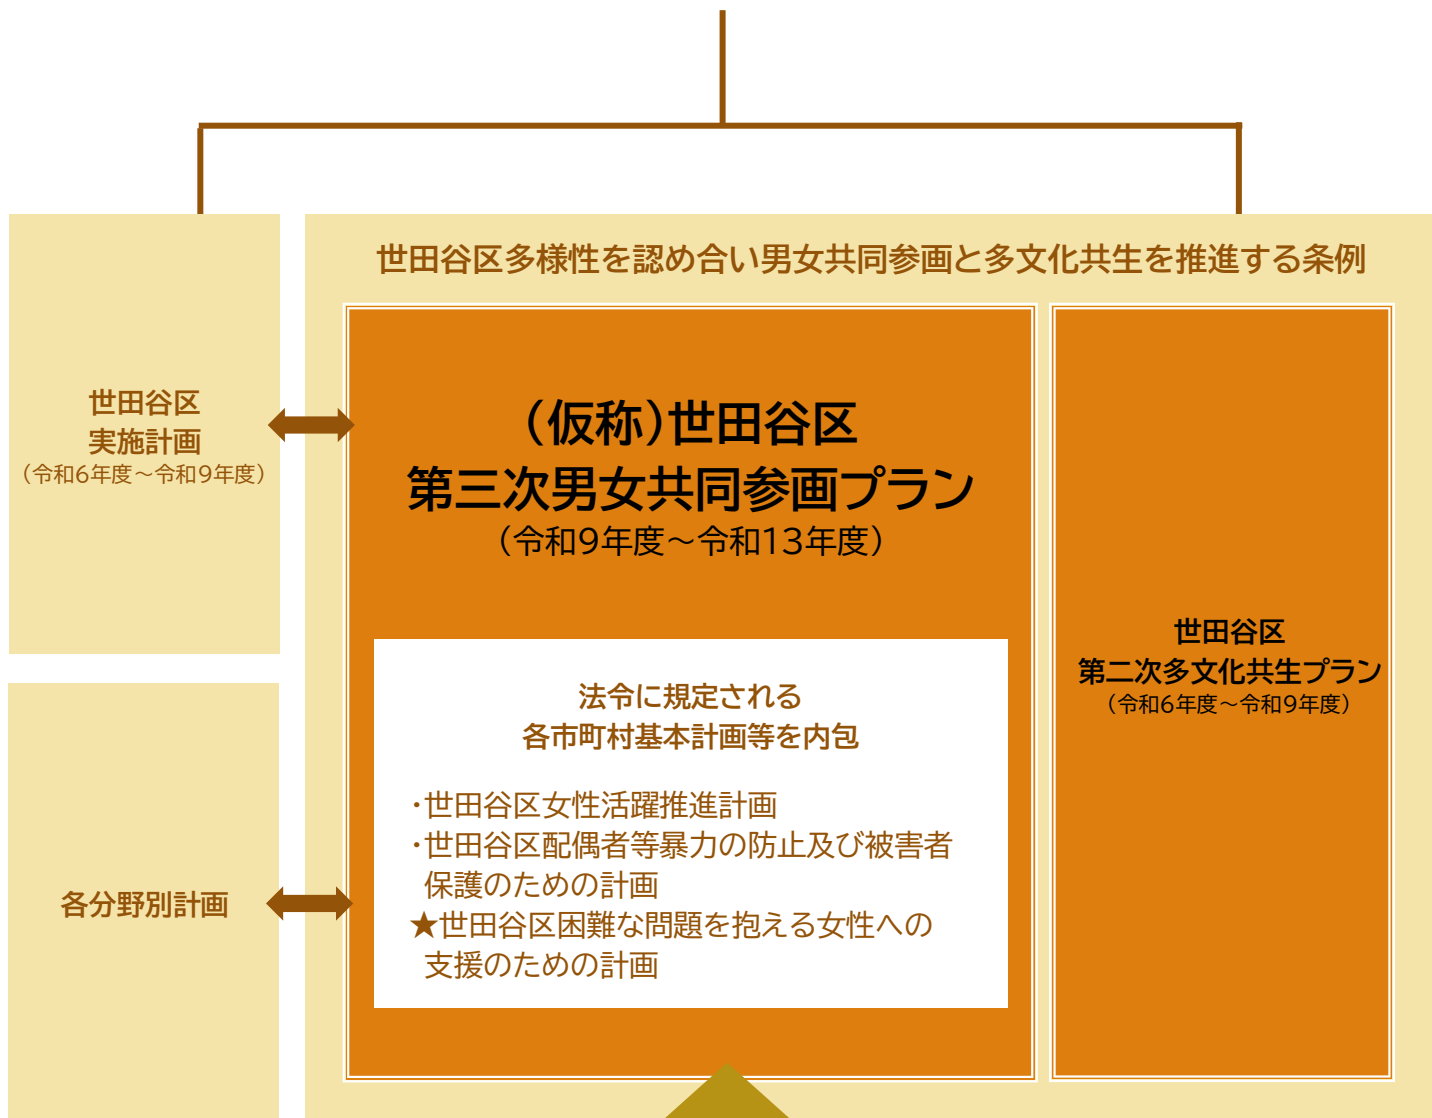 世田谷区多様性を認め合い男女共同参画と多文化共生を推進する条例
世田谷区
実施計画
（令和6年度～令和9年度）
（仮称）世田谷区
第三次男女共同参画プラン
（令和9年度～令和13年度）
法令に規定される
各市町村基本計画等を内包
・世田谷区女性活躍推進計画
・世田谷区配偶者等暴力の防止及び被害者
保護のための計画
★世田谷区困難な問題を抱える女性への
支援のための計画
世田谷区
第二次多文化共生プラン
（令和6年度～令和9年度）
各分野別計画